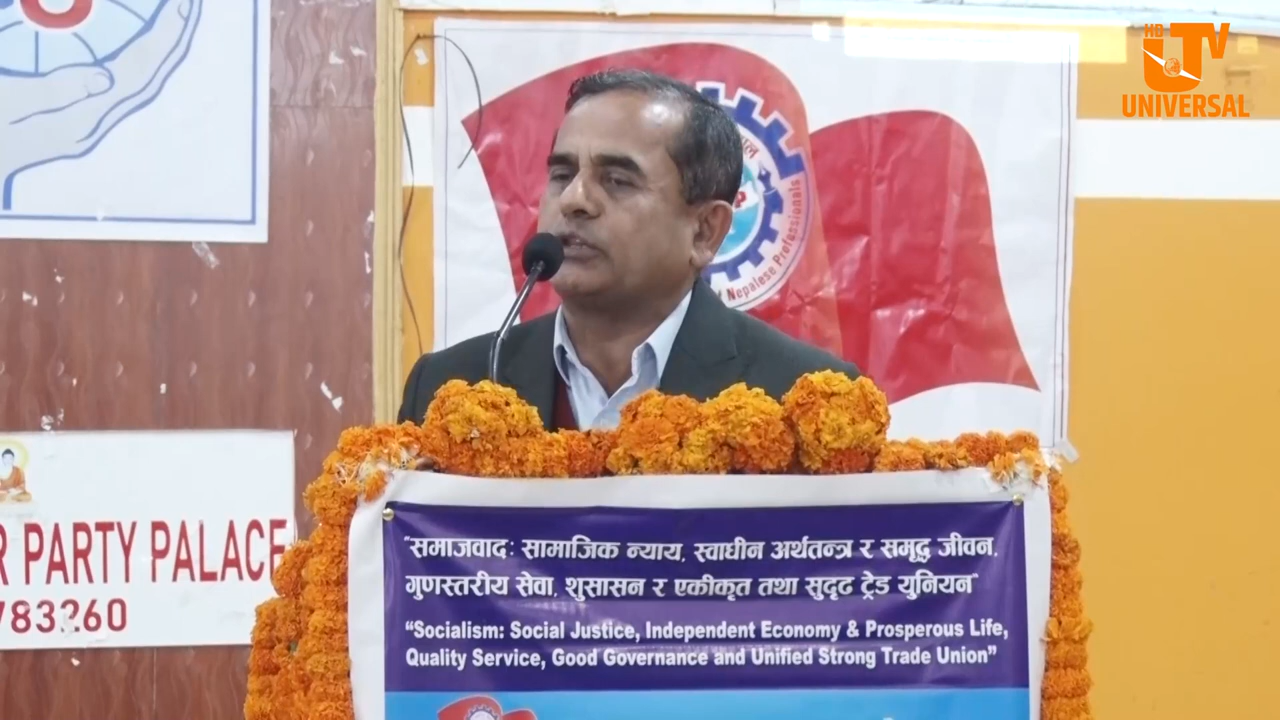 HD
UTV
UNIVERSAL
Nepalese Professionals
R PARTY PALACE
783260
"समाजवादः सामाजिक न्याय, स्वाधीन अर्थतन्त्र र समृद्ध जीवन,
गुणस्तरीय सेवा, शुसासन र एकीकृत तथा सुदृढ ट्रेड युनियन"
“Socialism: Social Justice, Independent Economy & Prosperous Life,
Quality Service, Good Governance and Unified Strong Trade Union”